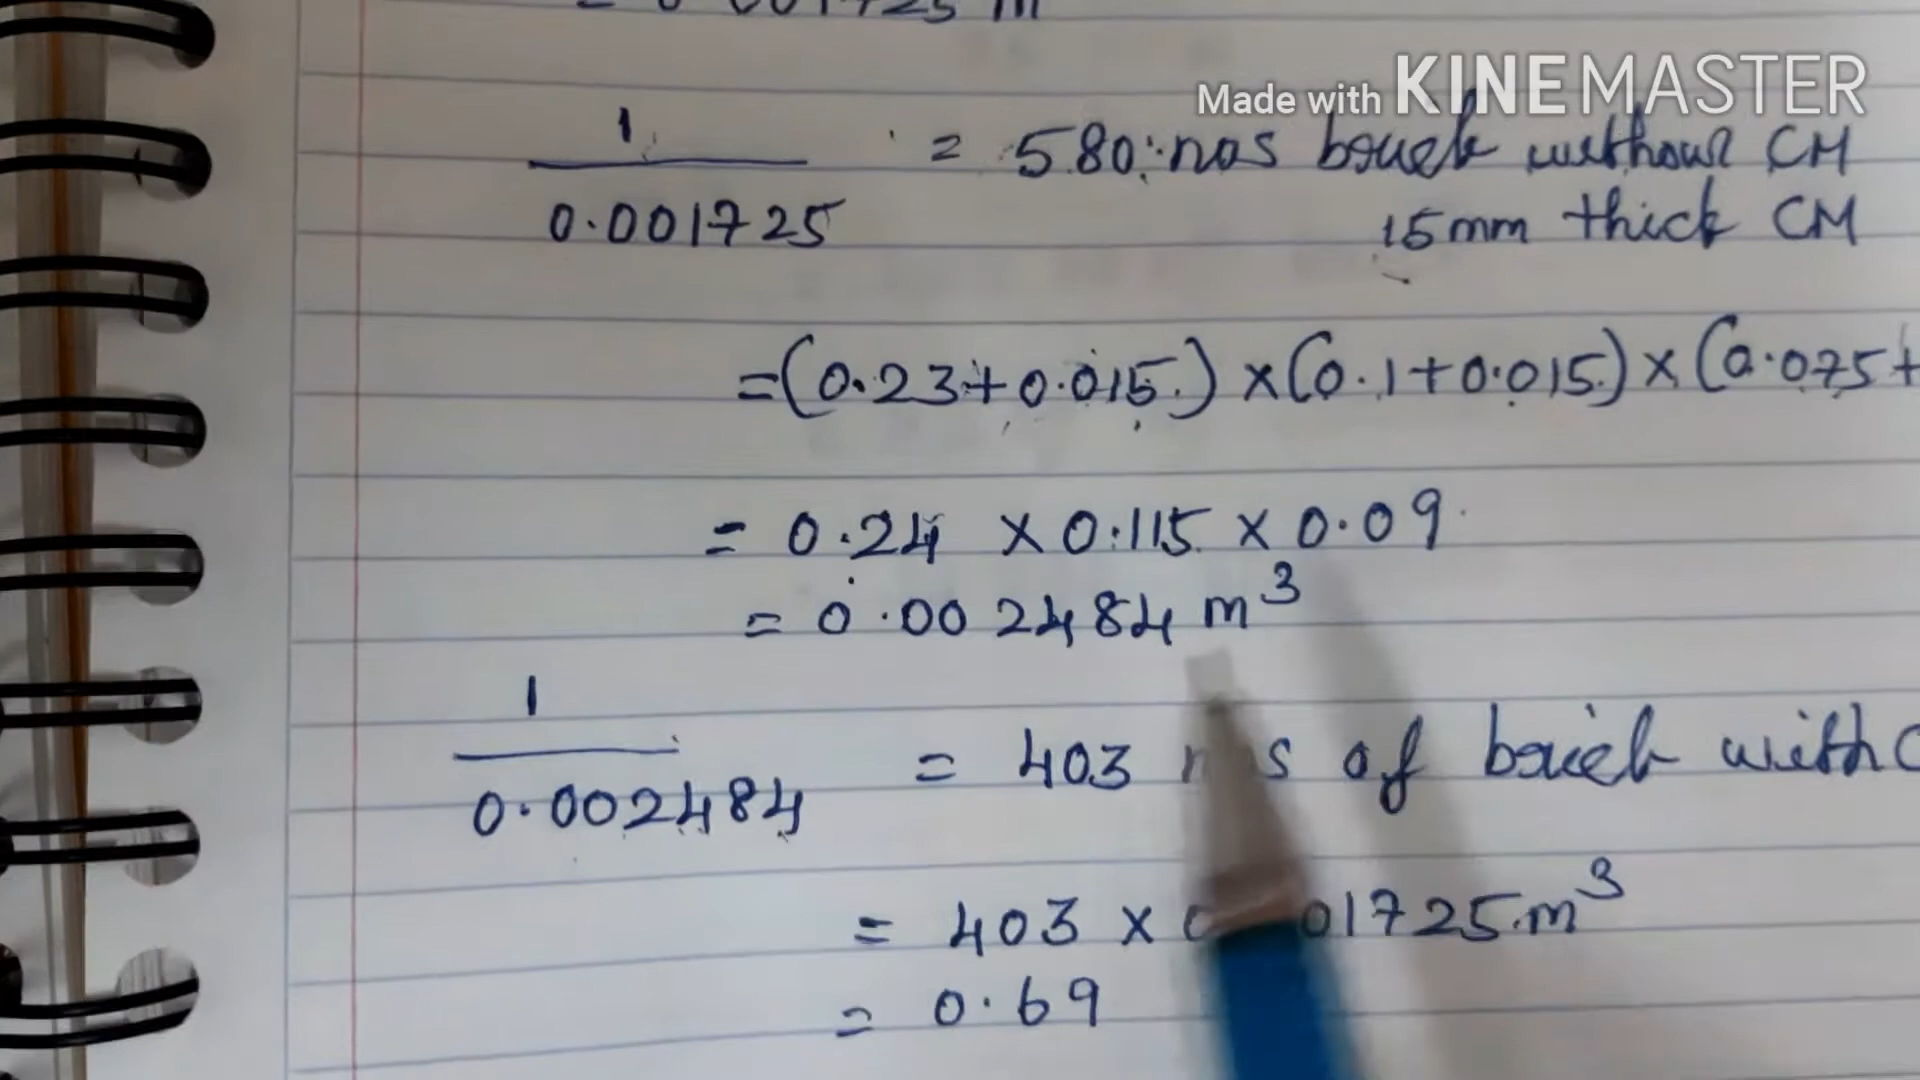 = 0.001725 m
Made with KINEMASTER
1
= 580 nos brick without CM
0.001725
15mm thick CM
=(0.23+0.015)×(0.1+0.015)×(0.075+
= 0.24 ×0.115 ×0.09
= 0.002484 m³
1
= 403 of brick with C
0.002484
= 403 × 01725 m³
= 0.69